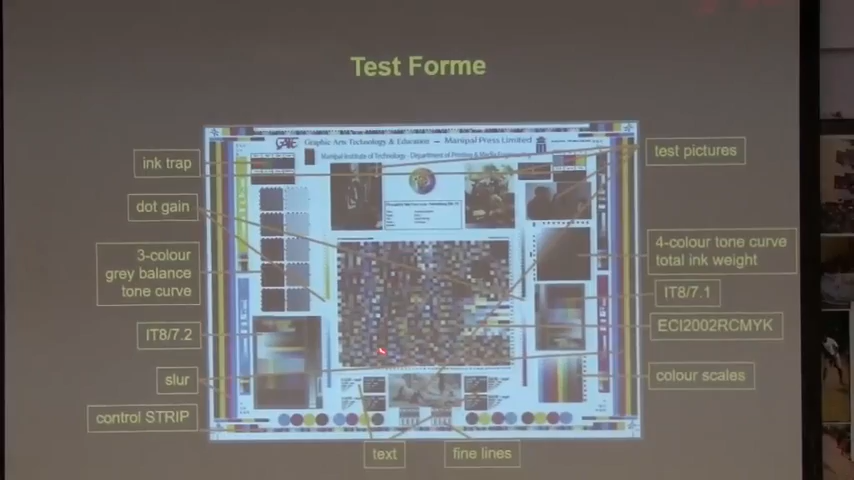 Test Forme
Graphic Arts Technology & Education – Manipal Press Limited
Manipal Institute of Technology - Department of Printing & Media
ink trap
test pictures
dot gain
3-colour
grey balance
tone curve
4-colour tone curve
total ink weight
IT8/7.1
IT8/7.2
ECI2002RCMYK
slur
colour scales
control STRIP
text
fine lines